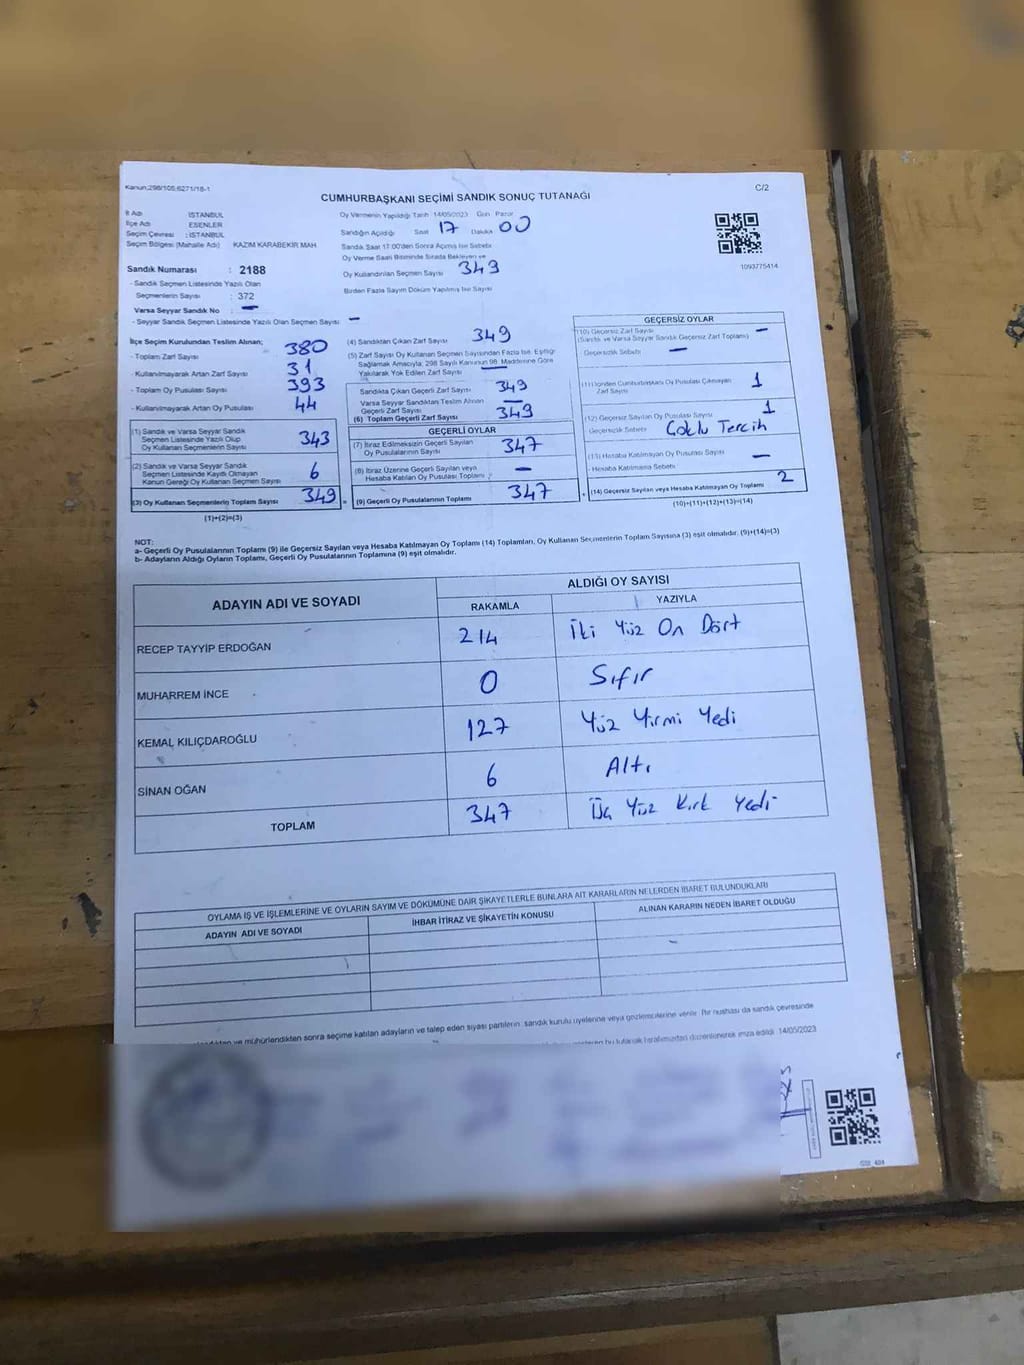 Kanun:298/105;6271/18-1
C/2
CUMHURBAŞKANI SEÇİMİ SANDIK SONUÇ TUTANAĞI
İl Adı İSTANBUL
İlçe Adı ESENLER
Seçim Çevresi : İSTANBUL
Seçim Bölgesi (Mahalle Adı) KAZIM KARABEKİR MAH.
Sandık Numarası : 2188
- Sandık Seçmen Listesinde Yazılı Olan
Seçmenlerin Sayısı : 372
Varsa Seyyar Sandık No : —
- Seyyar Sandık Seçmen Listesinde Yazılı Olan Seçmen Sayısı —
Oy Vermenin Yapıldığı Tarih 14/05/2023 Gün Pazar
Sandığın Açıldığı Saat 17 Dakika 00
Sandık Saat 17:00'den Sonra Açılmış İse Sebebi
Oy Verme Saati Bitiminde Sırada Bekleyen ve
Oy Kullandırılan Seçmen Sayısı 349
Birden Fazla Sayım Döküm Yapılmış İse Sayısı
1093775414
İlçe Seçim Kurulundan Teslim Alınan;
- Toplam Zarf Sayısı 380
- Kullanılmayarak Artan Zarf Sayısı 31
- Toplam Oy Pusulası Sayısı 393
- Kullanılmayarak Artan Oy Pusulası 44
(1) Sandık ve Varsa Seyyar Sandık
Seçmen Listesinde Yazılı Olup
Oy Kullanan Seçmenlerin Sayısı 343
(2) Sandık ve Varsa Seyyar Sandık
Seçmen Listesinde Kayıtlı Olmayan
Kanun Gereği Oy Kullanan Seçmen Sayısı 6
(3) Oy Kullanan Seçmenlerin Toplam Sayısı 349 =
(1)+(2)=(3)
(4) Sandıktan Çıkan Zarf Sayısı 349
(5) Zarf Sayısı Oy Kullanan Seçmen Sayısından Fazla İse, Eşitliği
Sağlamak Amacıyla, 298 Sayılı Kanunun 98. Maddesine Göre
Yakılarak Yok Edilen Zarf Sayısı —
Sandıkta Çıkan Geçerli Zarf Sayısı 349
Varsa Seyyar Sandıktan Teslim Alınan
Geçerli Zarf Sayısı —
(6) Toplam Geçerli Zarf Sayısı 349
GEÇERLİ OYLAR
(7) İtiraz Edilmeksizin Geçerli Sayılan
Oy Pusulasının Sayısı 347
(8) İtiraz Üzerine Geçerli Sayılan veya
Hesaba Katılan Oy Pusulası Toplamı —
(9) Geçerli Oy Pusulalarının Toplamı 347 +
GEÇERSİZ OYLAR
(10) Geçersiz Zarf Sayısı —
(Sandık ve Varsa Seyyar Sandık Geçersiz Zarf Toplamı)
Geçersizlik Sebebi —
(11) İçinden Cumhurbaşkanı Oy Pusulası Çıkmayan
Zarf Sayısı 1
(12) Geçersiz Sayılan Oy Pusulası Sayısı 1
Geçersizlik Sebebi Çoklu Tercih
(13) Hesaba Katılmayan Oy Pusulası Sayısı —
- Hesaba Katılmama Sebebi
(14) Geçersiz Sayılan veya Hesaba Katılmayan Oy Toplamı 2
(10)+(11)+(12)+(13)=(14)
NOT:
a- Geçerli Oy Pusulalarının Toplamı (9) ile Geçersiz Sayılan veya Hesaba Katılmayan Oy Toplamı (14) Toplamları, Oy Kullanan Seçmenlerin Toplam Sayısına (3) eşit olmalıdır. (9)+(14)=(3)
b- Adayların Aldığı Oyların Toplamı, Geçerli Oy Pusulalarının Toplamına (9) eşit olmalıdır.
ADAYIN ADI VE SOYADI ALDIĞI OY SAYISI
RAKAMLA YAZIYLA
RECEP TAYYİP ERDOĞAN 214 İki Yüz On Dört
MUHARREM İNCE 0 Sıfır
KEMAL KILIÇDAROĞLU 127 Yüz Yirmi Yedi
SİNAN OĞAN 6 Altı
TOPLAM 347 Üç Yüz Kırk Yedi
OYLAMA İŞ VE İŞLEMLERİNE VE OYLARIN SAYIM VE DÖKÜMÜNE DAİR ŞİKAYETLERLE BUNLARA AİT KARARLARIN NELERDEN İBARET BULUNDUKLARI
ADAYIN ADI VE SOYADI İHBAR İTİRAZ VE ŞİKAYETİN KONUSU ALINAN KARARIN NEDEN İBARET OLDUĞU
ve mühürlendikten sonra seçime katılan adayların ve talep eden siyasi partilerin, sandık kurulu üyelerine veya gözlemcilerine verilir. Bir nüshası da sandık çevresinde
bu tutanak tarafımızdan düzenlenerek imza edildi. 14/05/2023